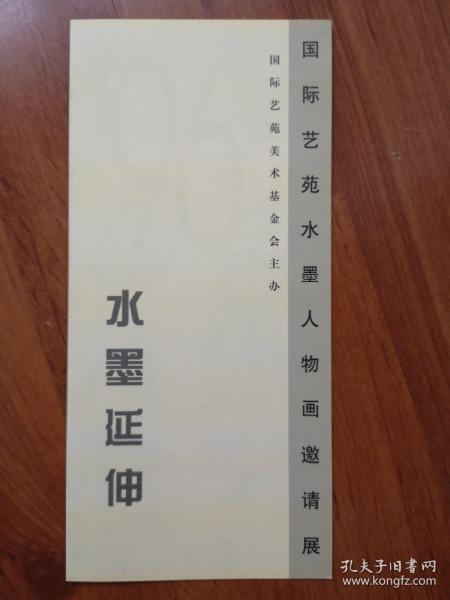 国际艺苑水墨人物画邀请展
国际艺苑美术基金会主办
水墨延伸
孔夫子旧书网
www.kongfz.com